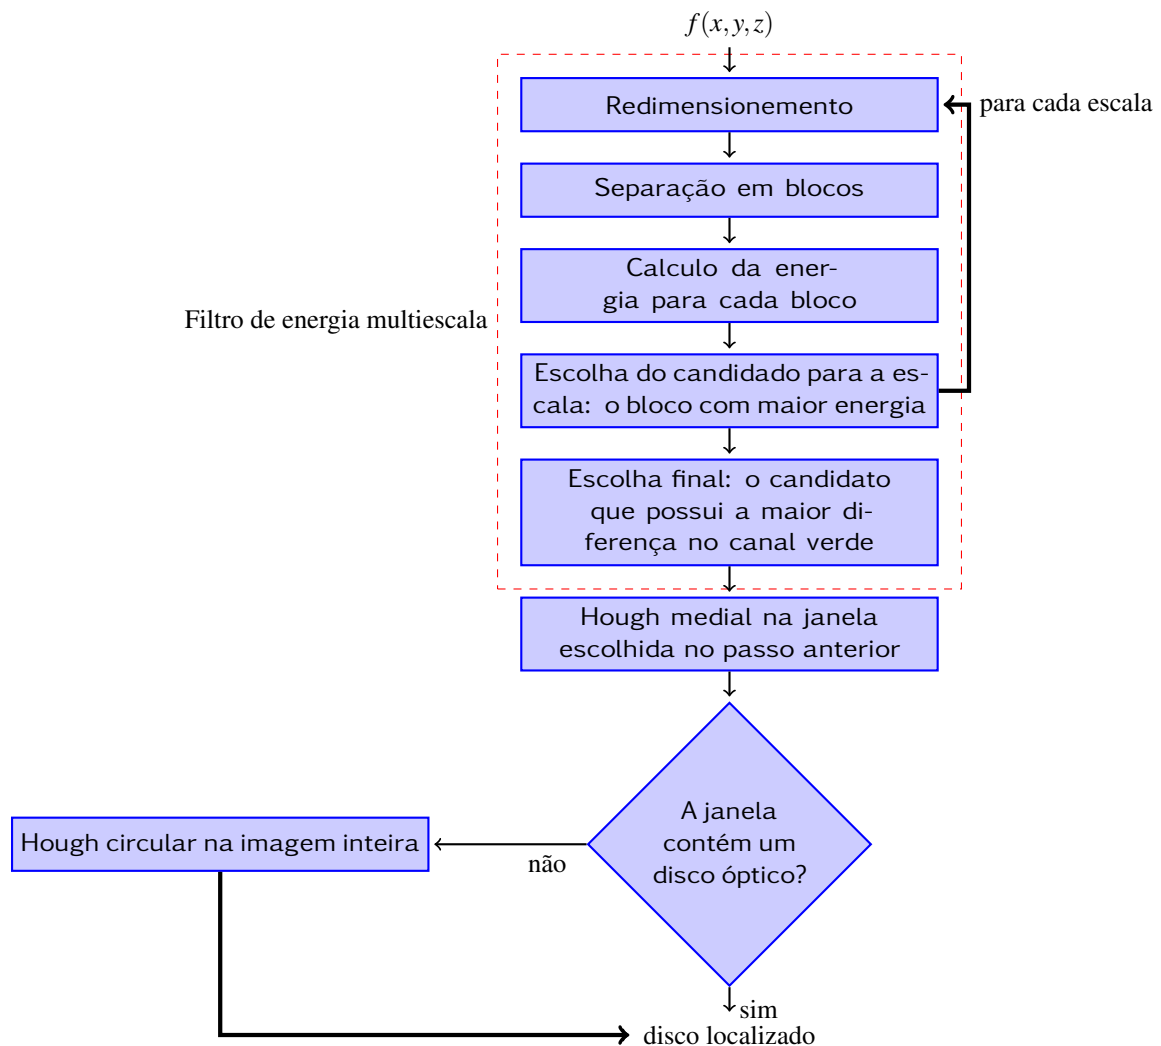 f(x, y, z)
Redimensionemento
para cada escala
Separação em blocos
Calculo da ener-
gia para cada bloco
Filtro de energia multiescala
Escolha do candidado para a es-
cala: o bloco com maior energia
Escolha final: o candidato
que possui a maior di-
ferença no canal verde
Hough medial na janela
escolhida no passo anterior
A janela
contém um
disco óptico?
Hough circular na imagem inteira
não
sim
disco localizado